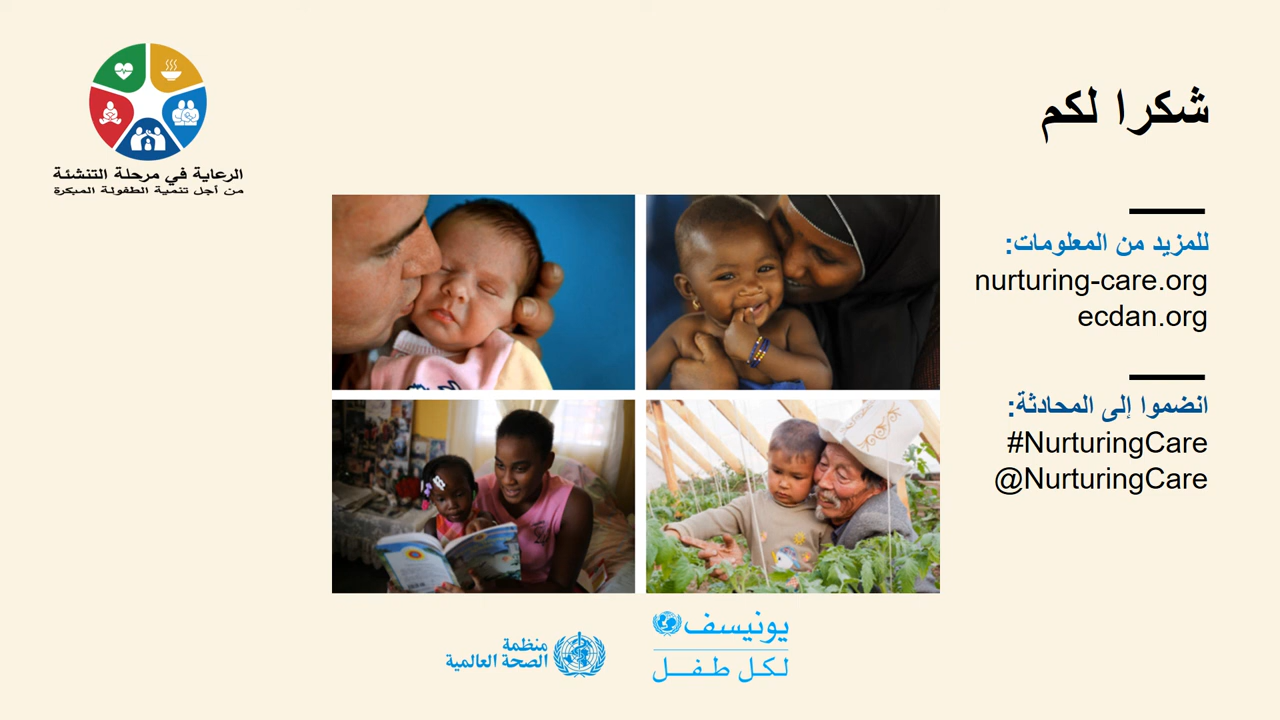 الرعاية في مرحلة التنشئة
من أجل تنمية الطفولة المبكرة
شكرا لكم
للمزيد من المعلومات:
nurturing-care.org
ecdan.org
انضموا إلى المحادثة:
#NurturingCare
@NurturingCare
يونيسف
لكل طفل
منظمة
الصحة العالمية